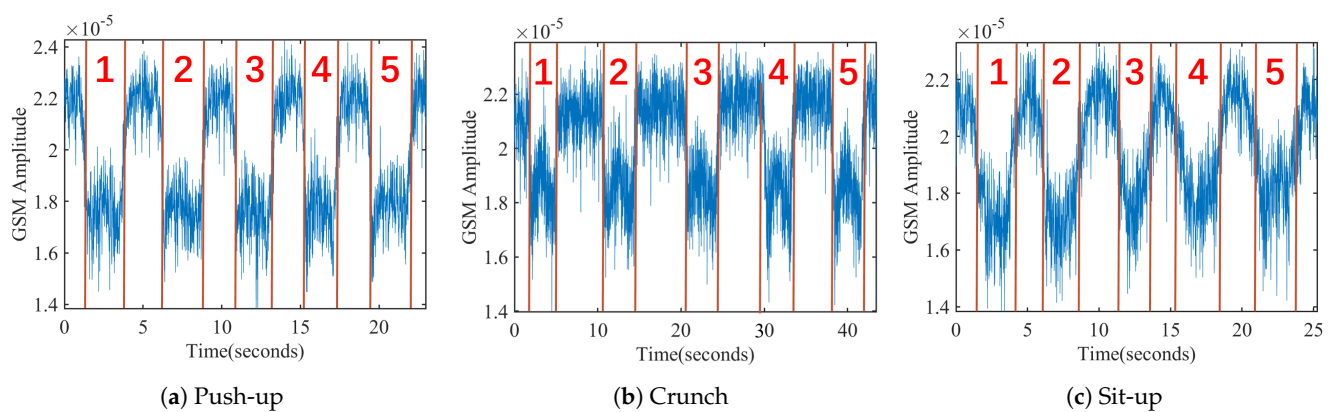 ×10⁻⁵
2.4
2.2
2
1.8
1.6
1.4
GSM Amplitude
1 2 3 4 5
0 5 10 15 20
Time(seconds)
(a) Push-up
×10⁻⁵
2.2
2
1.8
1.6
1.4
GSM Amplitude
1 2 3 4 5
0 10 20 30 40
Time(seconds)
(b) Crunch
×10⁻⁵
2.2
2
1.8
1.6
1.4
GSM Amplitude
1 2 3 4 5
0 5 10 15 20 25
Time(seconds)
(c) Sit-up